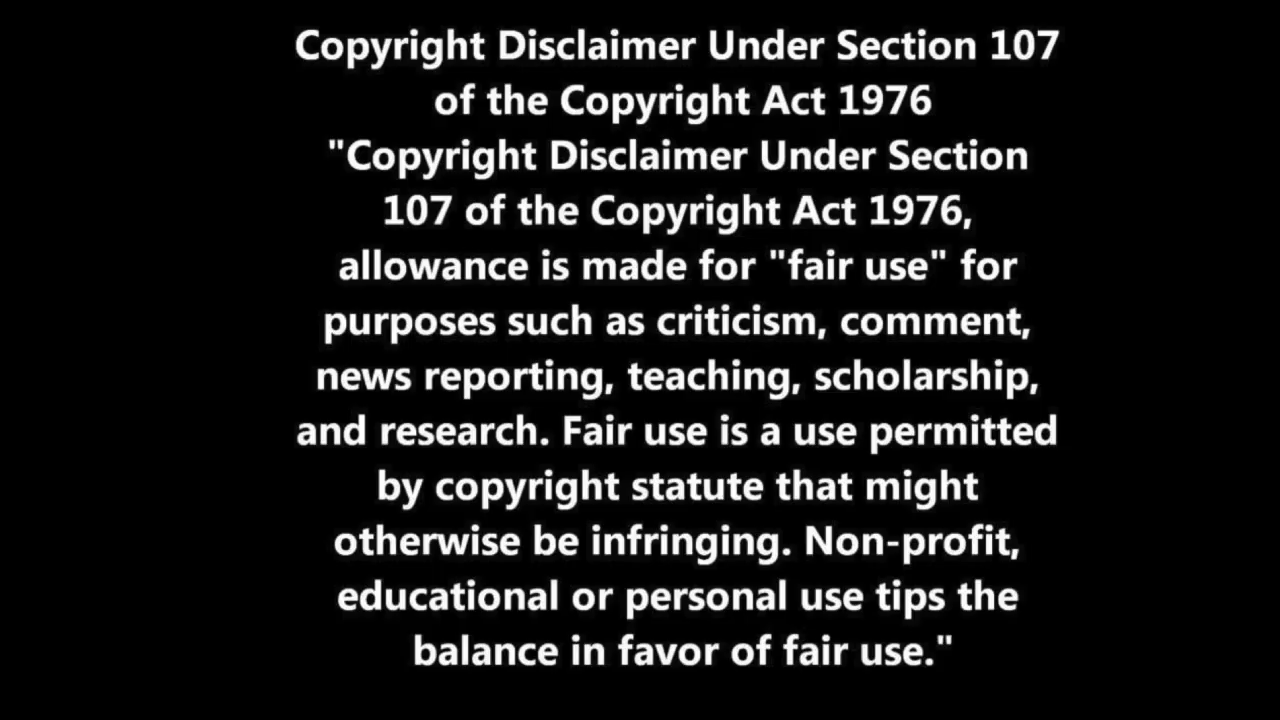 Copyright Disclaimer Under Section 107
of the Copyright Act 1976
"Copyright Disclaimer Under Section
107 of the Copyright Act 1976,
allowance is made for "fair use" for
purposes such as criticism, comment,
news reporting, teaching, scholarship,
and research. Fair use is a use permitted
by copyright statute that might
otherwise be infringing. Non-profit,
educational or personal use tips the
balance in favor of fair use."